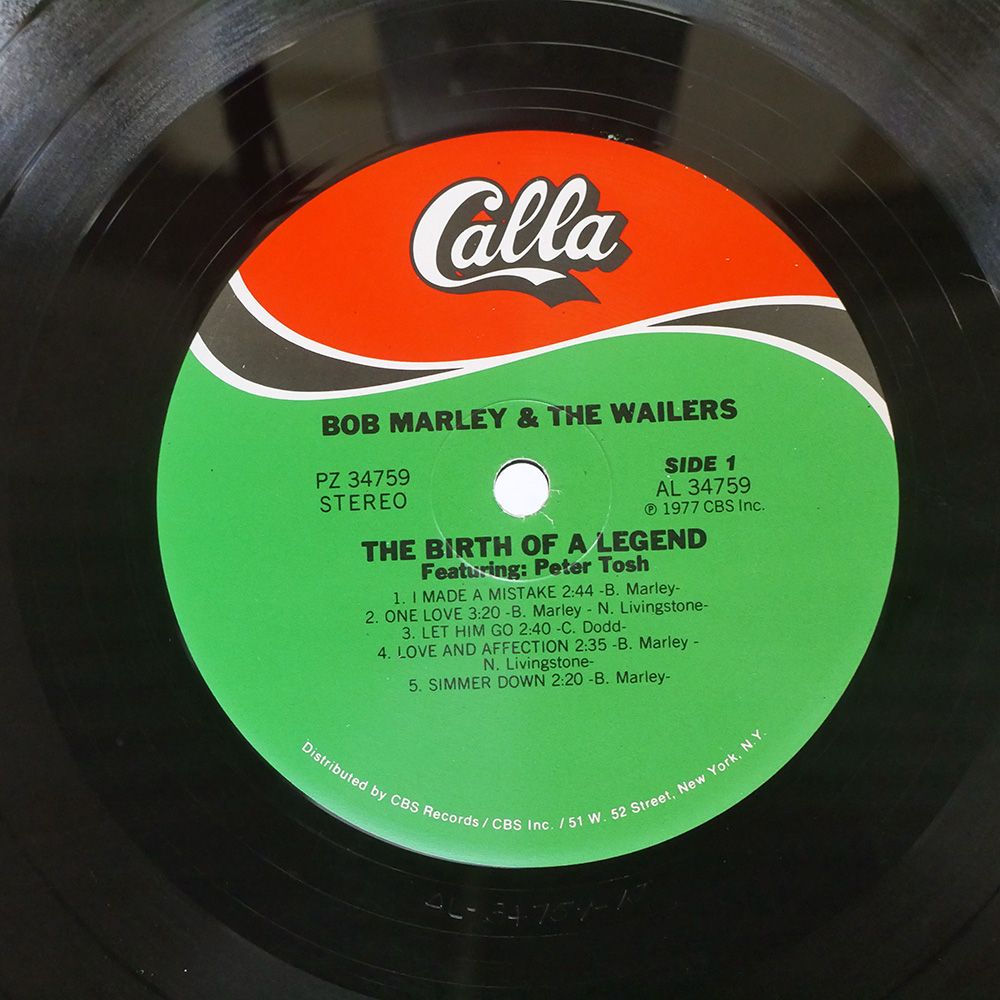 Calla
BOB MARLEY & THE WAILERS
PZ 34759
STEREO
SIDE 1
AL 34759
℗ 1977 CBS Inc.
THE BIRTH OF A LEGEND
Featuring: Peter Tosh
1. I MADE A MISTAKE 2:44 -B. Marley-
2. ONE LOVE 3:20 -B. Marley - N. Livingstone-
3. LET HIM GO 2:40 -C. Dodd-
4. LOVE AND AFFECTION 2:35 -B. Marley -
N. Livingstone-
5. SIMMER DOWN 2:20 -B. Marley-
Distributed by CBS Records / CBS Inc. / 51 W. 52 Street, New York, N.Y.